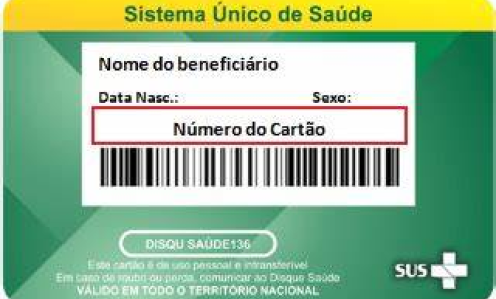 Sistema Único de Saúde
Nome do beneficiário
Data Nasc.: Sexo:
Número do Cartão
DISQU SAÚDE136
Este cartão é de uso pessoal e intransferível
Em caso de roubo ou perda, comunicar ao Disque Saúde
VÁLIDO EM TODO O TERRITÓRIO NACIONAL
SUS